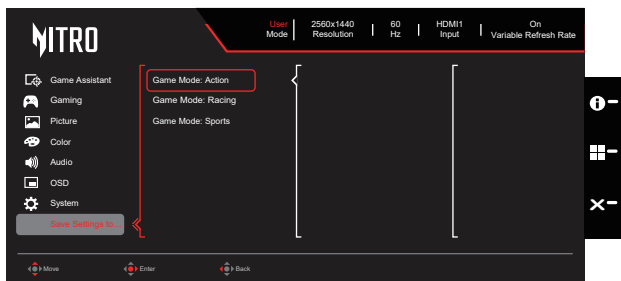 NITRO
User
Mode
2560x1440
Resolution
60
Hz
HDMI1
Input
On
Variable Refresh Rate
Game Assistant
Gaming
Picture
Color
Audio
OSD
System
Save Settings to...
Game Mode: Action
Game Mode: Racing
Game Mode: Sports
Move
Enter
Back